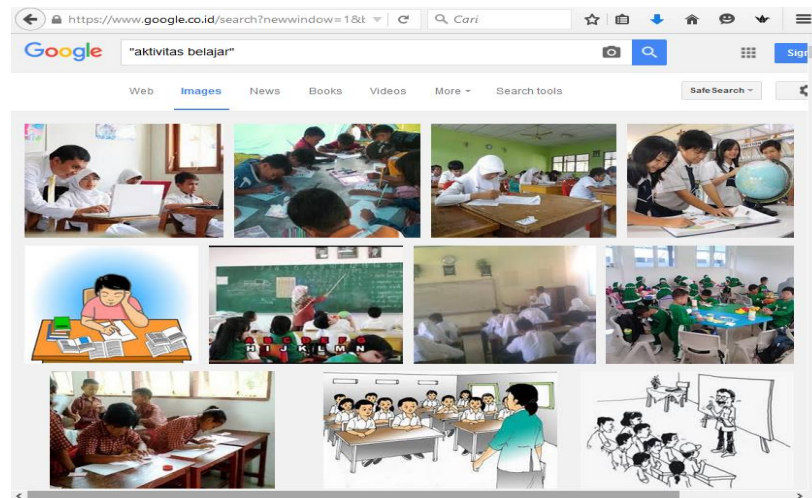 https://www.google.co.id/search?newwindow=1&
Cari
Google
"aktivitas belajar"
Sign
Web Images News Books Videos More Search tools
SafeSearch
A B C D E F G
H I J K L M N